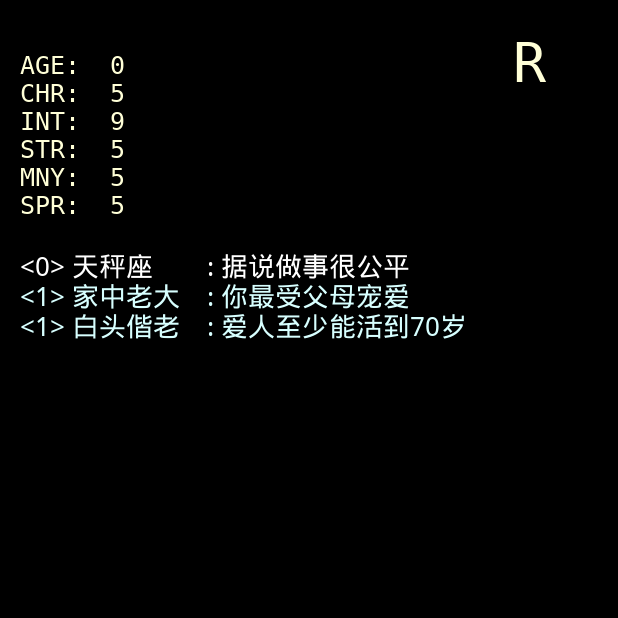 R
AGE: 0
CHR: 5
INT: 9
STR: 5
MNY: 5
SPR: 5
<0> 天秤座 : 据说做事很公平
<1> 家中老大 : 你最受父母宠爱
<1> 白头偕老 : 爱人至少能活到70岁